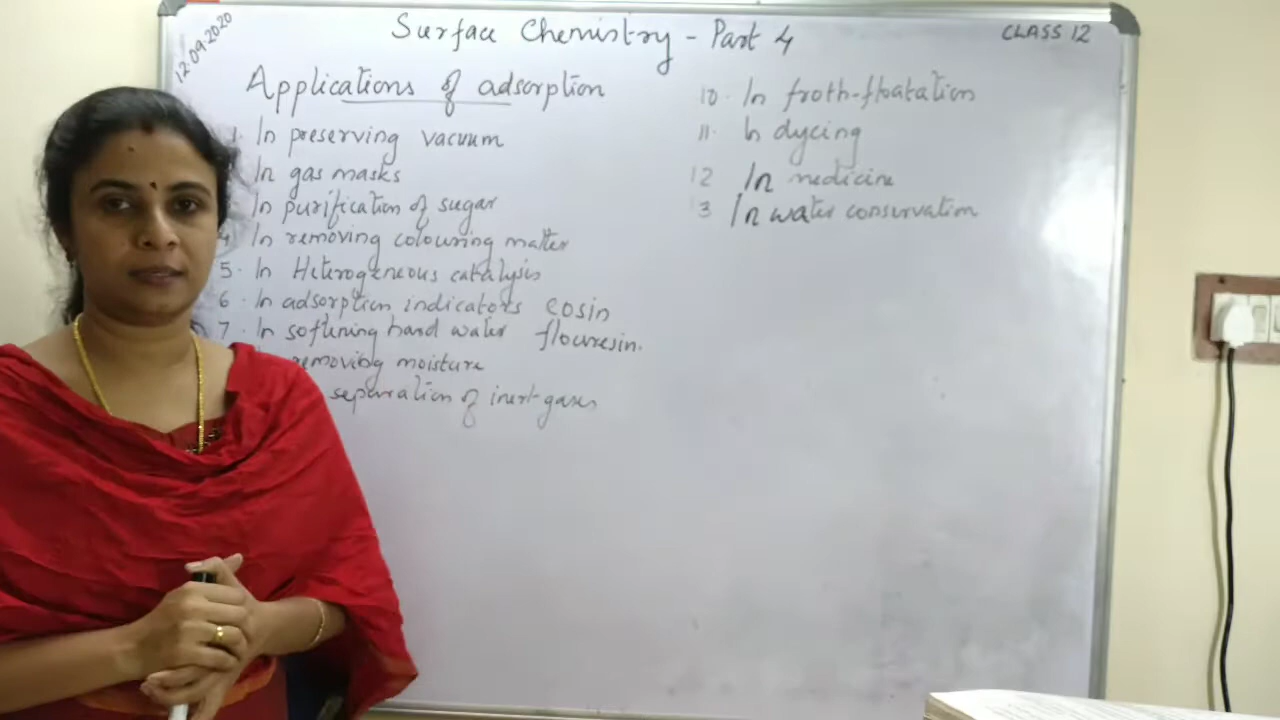 12.09.2020
Surface Chemistry - Part 4
CLASS 12
Applications of adsorption
1. In preserving vacuum
In gas masks
In purification of sugar
4. In removing colouring matter
5. In Heterogeneous catalysis
6. In adsorption indicators eosin
7. In softening hard water flouresin.
removing moisture
separation of inert gases
10. In froth-floatation
11. In dyeing
12 In medicine
13 In water conservation